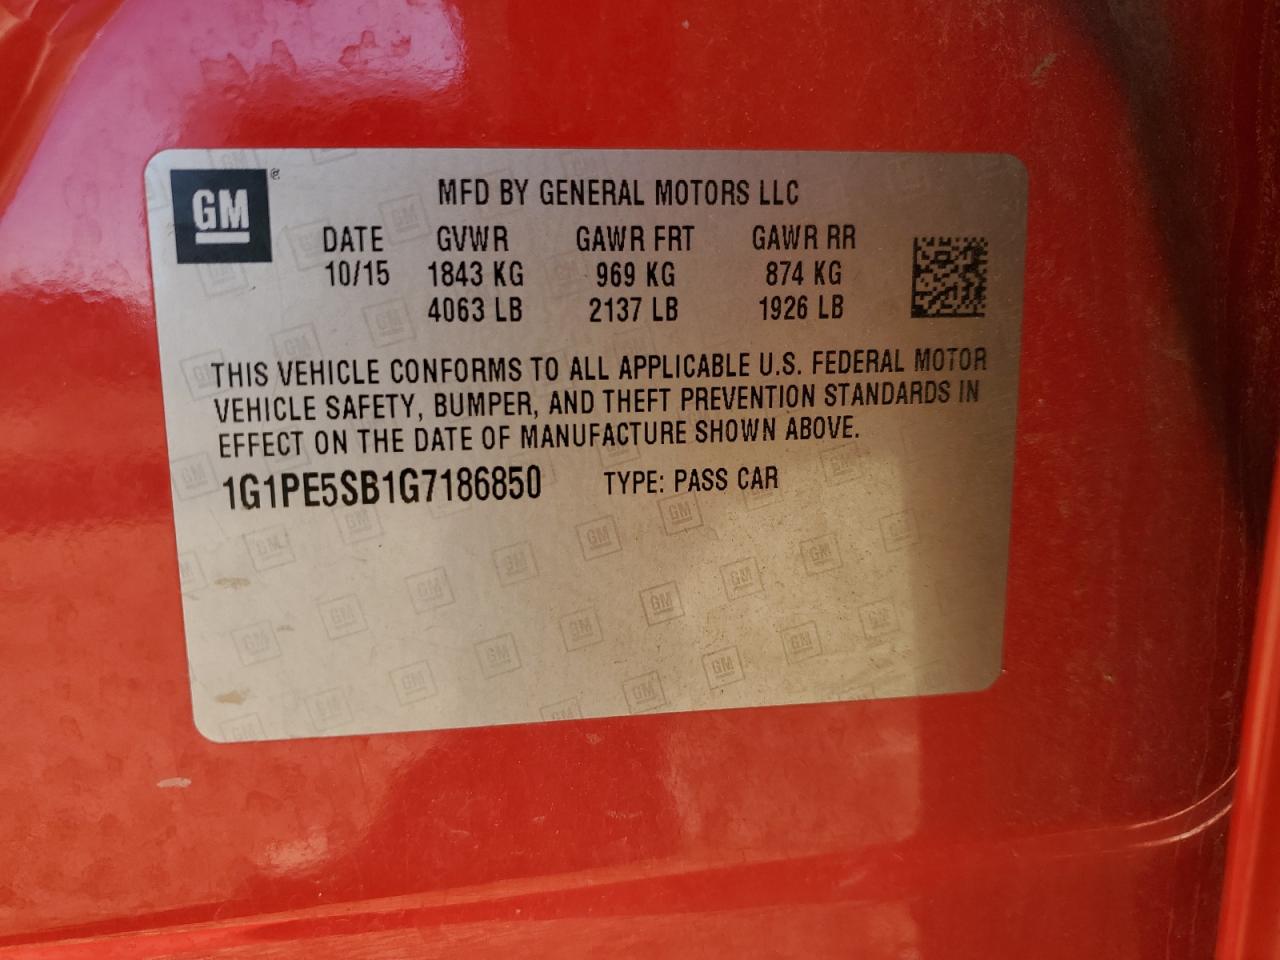 GM
MFD BY GENERAL MOTORS LLC
DATE GVWR GAWR FRT GAWR RR
10/15 1843 KG 969 KG 874 KG
4063 LB 2137 LB 1926 LB
THIS VEHICLE CONFORMS TO ALL APPLICABLE U.S. FEDERAL MOTOR
VEHICLE SAFETY, BUMPER, AND THEFT PREVENTION STANDARDS IN
EFFECT ON THE DATE OF MANUFACTURE SHOWN ABOVE.
1G1PE5SB1G7186850 TYPE: PASS CAR